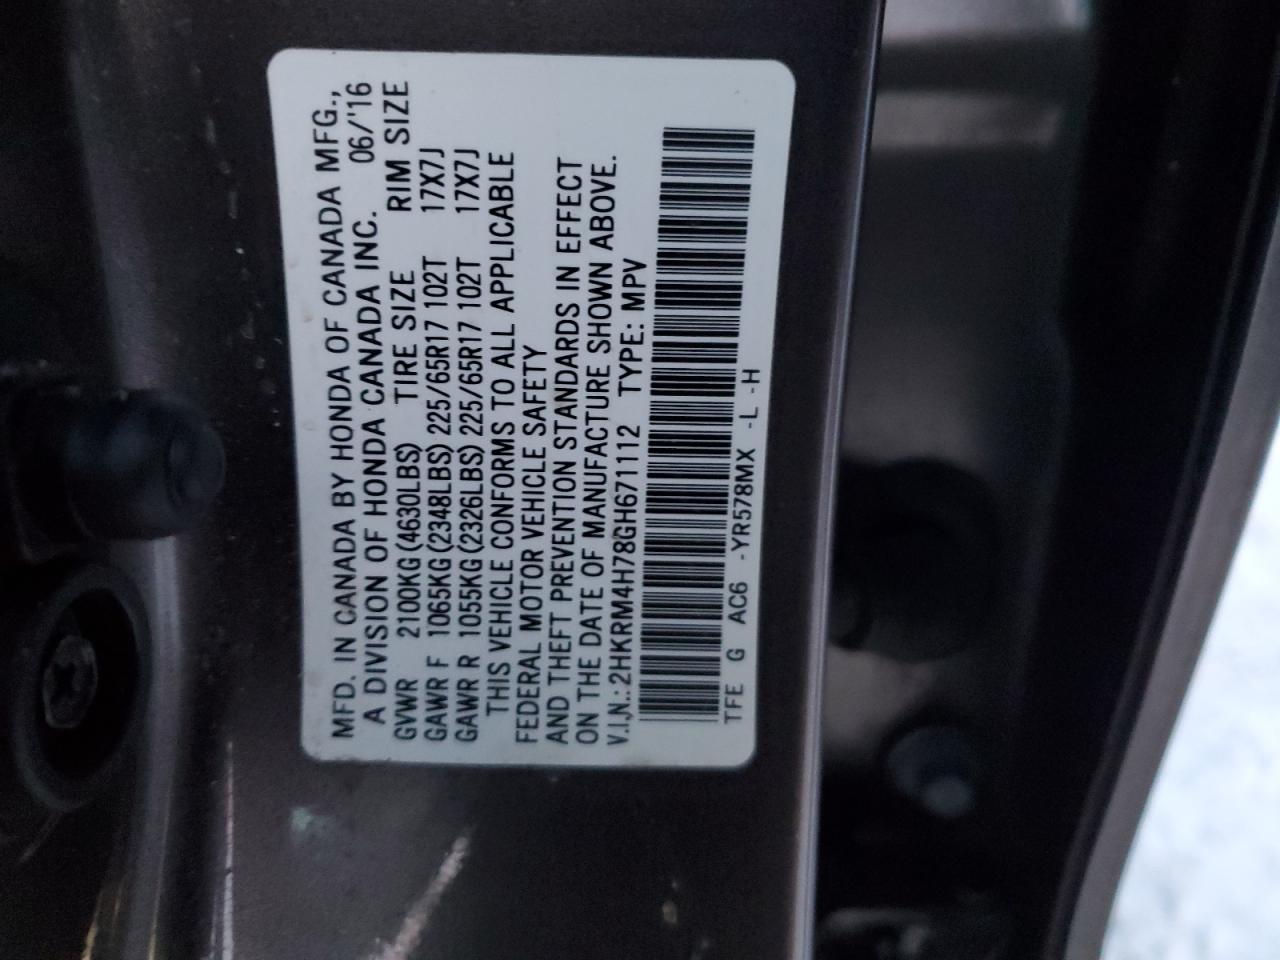 MFD. IN CANADA BY HONDA OF CANADA MFG.,
A DIVISION OF HONDA CANADA INC. 06/'16
GVWR 2100KG(4630LBS) TIRE SIZE RIM SIZE
GAWR F 1065KG(2348LBS) 225/65R17 102T 17X7J
GAWR R 1055KG(2326LBS) 225/65R17 102T 17X7J
THIS VEHICLE CONFORMS TO ALL APPLICABLE
FEDERAL MOTOR VEHICLE SAFETY
AND THEFT PREVENTION STANDARDS IN EFFECT
ON THE DATE OF MANUFACTURE SHOWN ABOVE.
V.I.N.: 2HKRM4H78GH671112 TYPE: MPV
TFE G AC6 -YR578MX -L -H